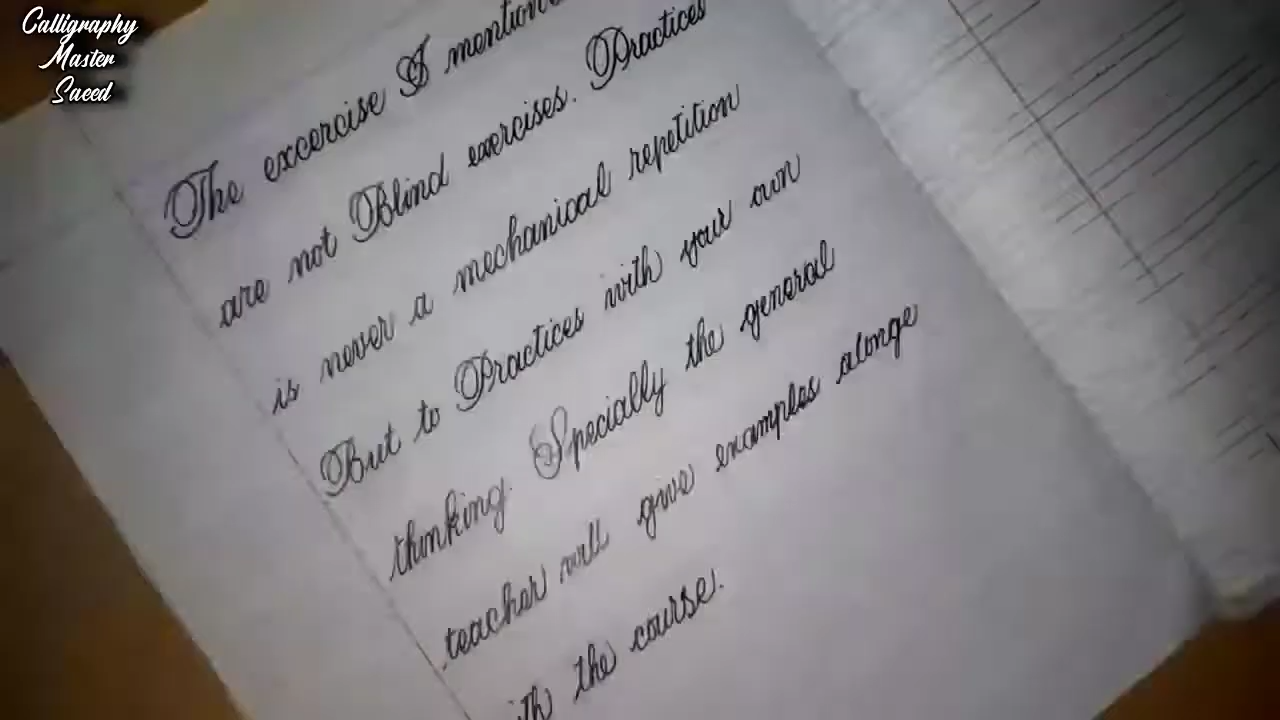 Calligraphy
Master
Saeed
The excercise I mention
are not Blind exercises. Practices
is never a mechanical repetition
But to Practices with your own
thinking. Specially the general
teacher will give examples alonge
ith the course.